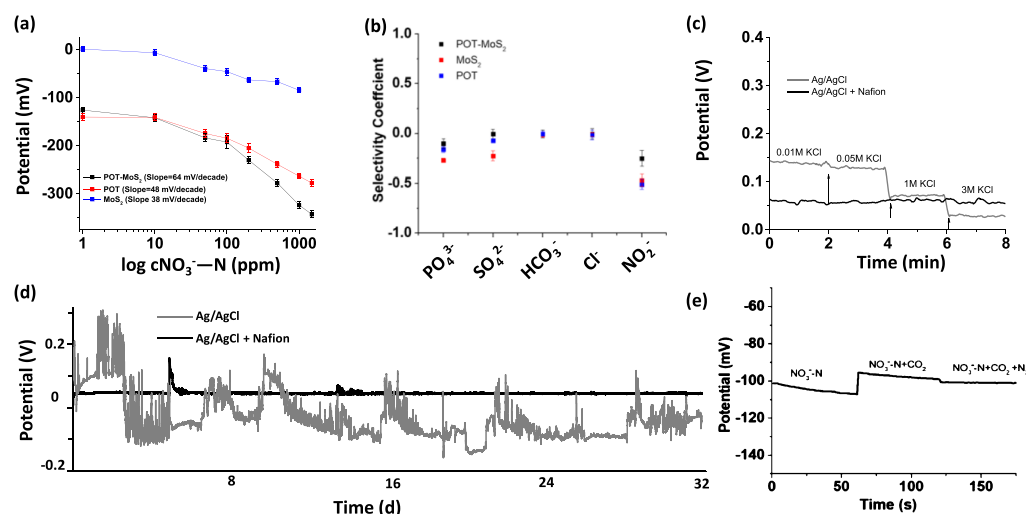 (a)
Potential (mV)
0
-100
-200
-300
POT-MoS₂ (Slope=64 mV/decade)
POT (Slope=48 mV/decade)
MoS₂ (Slope 38 mV/decade)
1
10
100
1000
log cNO₃⁻—N (ppm)
(b)
Selectivity Coeffcient
1.0
0.5
0.0
-0.5
-1.0
POT-MoS₂
MoS₂
POT
PO₄³⁻
SO₄²⁻
HCO₃⁻
Cl⁻
NO₂⁻
(c)
Potential (V)
0.4
0.3
0.2
0.1
0.0
Ag/AgCl
Ag/AgCl + Nafion
0.01M KCl
0.05M KCl
1M KCl
3M KCl
0
2
4
6
8
Time (min)
(d)
Potential (V)
0.2
0
-0.2
Ag/AgCl
Ag/AgCl + Nafion
8
16
24
32
Time (d)
(e)
Potential (mV)
-60
-80
-100
-120
-140
NO₃⁻-N
NO₃⁻-N+CO₂
NO₃⁻-N+CO₂+N₂
0
50
100
150
Time (s)